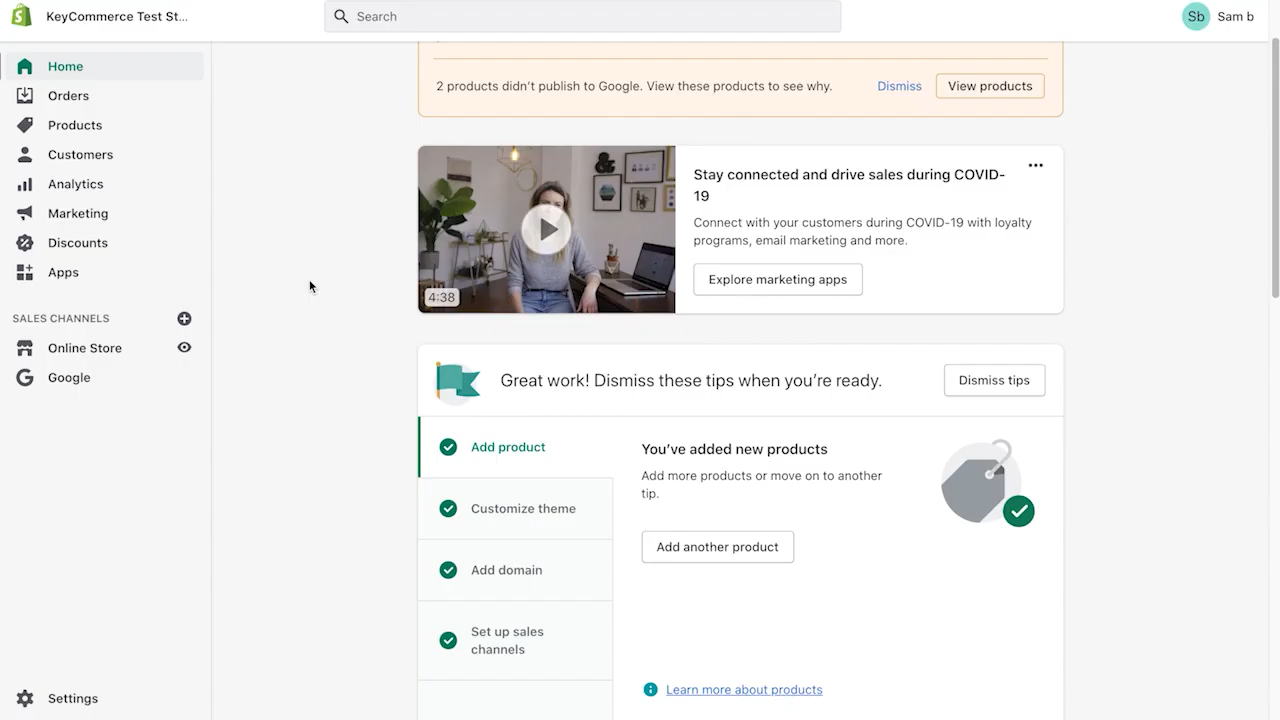 KeyCommerce Test St...
Search
Sb
Sam b
Home
Orders
Products
Customers
Analytics
Marketing
Discounts
Apps
SALES CHANNELS
Online Store
Google
Settings
2 products didn't publish to Google. View these products to see why.
Dismiss
View products
4:38
Stay connected and drive sales during COVID-
19
Connect with your customers during COVID-19 with loyalty
programs, email marketing and more.
Explore marketing apps
Great work! Dismiss these tips when you're ready.
Dismiss tips
Add product
Customize theme
Add domain
Set up sales
channels
You've added new products
Add more products or move on to another
tip.
Add another product
Learn more about products